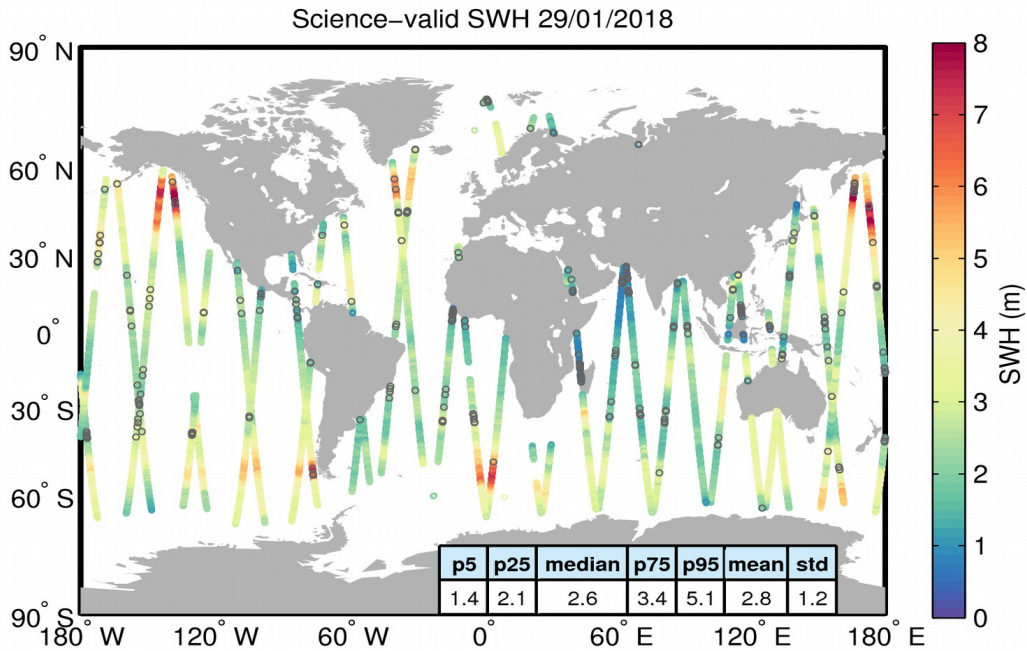 Science−valid SWH 29/01/2018
90° N
60° N
30° N
0°
30° S
60° S
90° S
180° W
120° W
60° W
0°
60° E
120° E
180° E
8
7
6
5
4
3
2
1
0
SWH (m)
p5 p25 median p75 p95 mean std
1.4 2.1 2.6 3.4 5.1 2.8 1.2